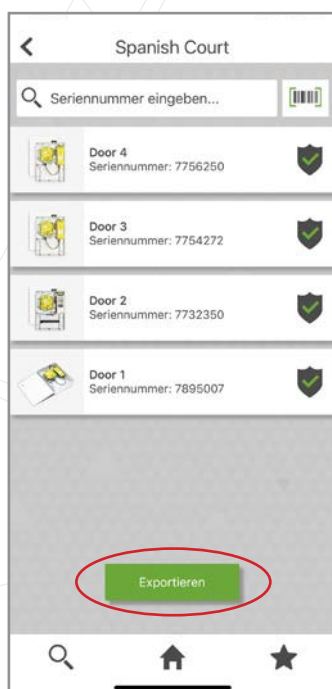 Spanish Court
Seriennummer eingeben...
Door 4
Seriennummer: 7756250
Door 3
Seriennummer: 7754272
Door 2
Seriennummer: 7732350
Door 1
Seriennummer: 7895007
Exportieren